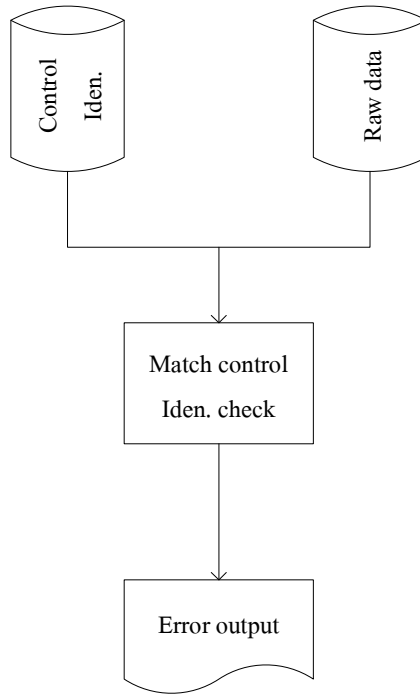 Control
Iden.
Raw data
Match control
Iden. check
Error output